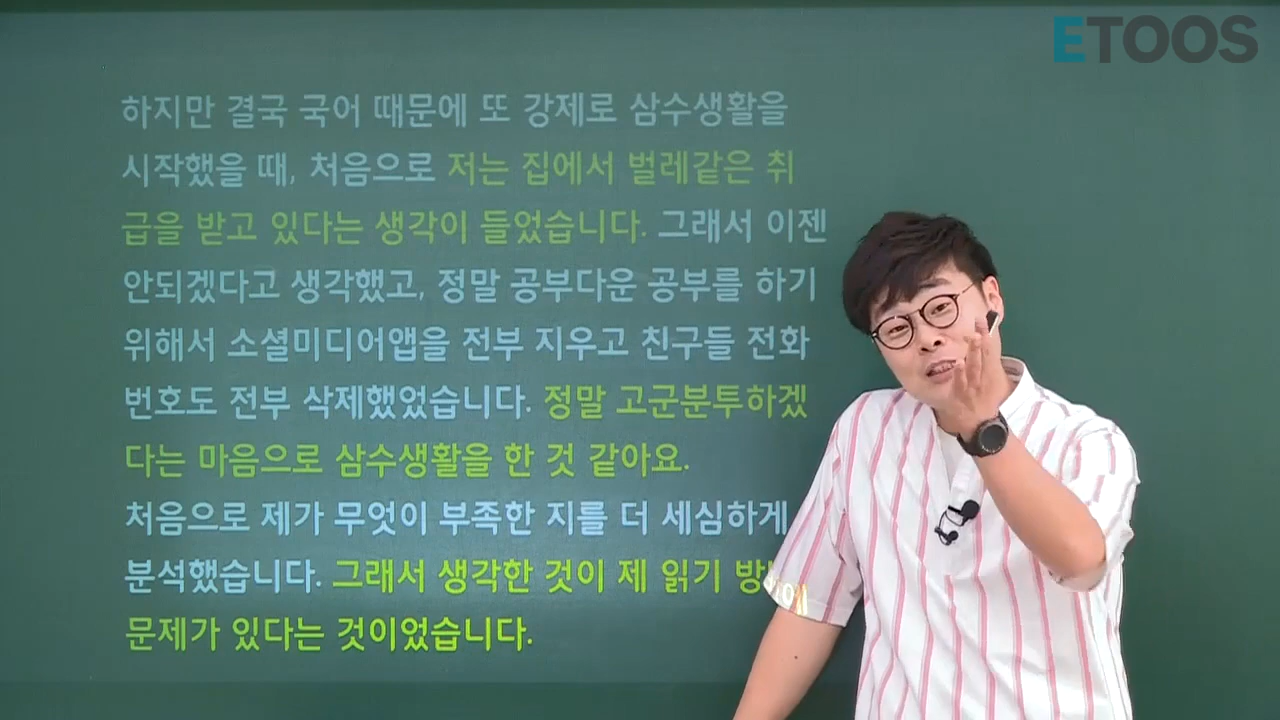 ETOOS
하지만 결국 국어 때문에 또 강제로 삼수생활을
시작했을 때, 처음으로 저는 집에서 벌레같은 취
급을 받고 있다는 생각이 들었습니다. 그래서 이젠
안되겠다고 생각했고, 정말 공부다운 공부를 하기
위해서 소셜미디어앱을 전부 지우고 친구들 전화
번호도 전부 삭제했었습니다. 정말 고군분투하겠
다는 마음으로 삼수생활을 한 것 같아요.
처음으로 제가 무엇이 부족한 지를 더 세심하게
분석했습니다. 그래서 생각한 것이 제 읽기
문제가 있다는 것이었습니다.